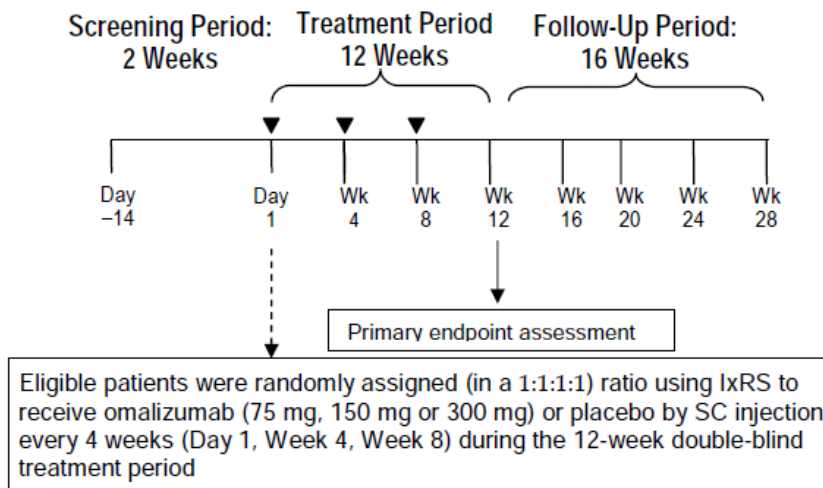 Screening Period:
2 Weeks
Treatment Period
12 Weeks
Follow-Up Period:
16 Weeks
Day
–14
Day
1
Wk
4
Wk
8
Wk
12
Wk
16
Wk
20
Wk
24
Wk
28
Primary endpoint assessment
Eligible patients were randomly assigned (in a 1:1:1:1) ratio using IxRS to
receive omalizumab (75 mg, 150 mg or 300 mg) or placebo by SC injection
every 4 weeks (Day 1, Week 4, Week 8) during the 12-week double-blind
treatment period